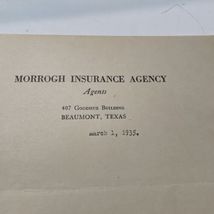 MORROGH INSURANCE AGENCY
Agents
407 Goodhue Building
BEAUMONT, TEXAS
march 1, 1935.